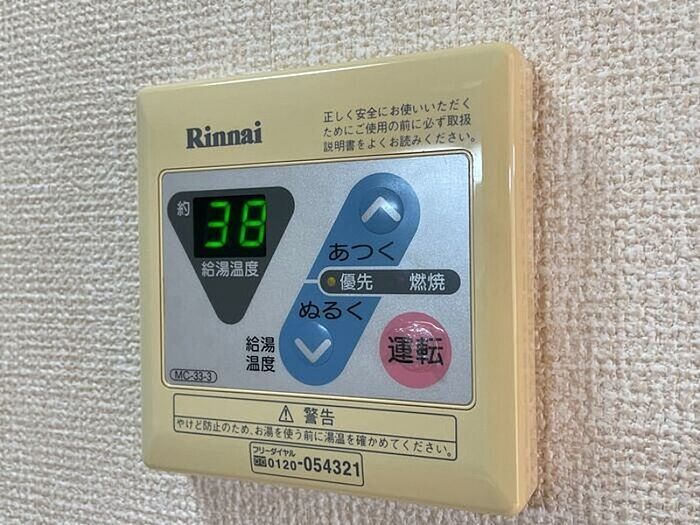 Rinnai
正しく安全にお使いいただく
ためにご使用の前に必ず取扱
説明書をよくお読みください。
約
38
給湯温度
あつく
優先 燃焼
ぬるく
給湯
温度
運転
MC-33-3
⚠ 警告
やけど防止のため、お湯を使う前に湯温を確かめてください。
フリーダイヤル
0120-054321